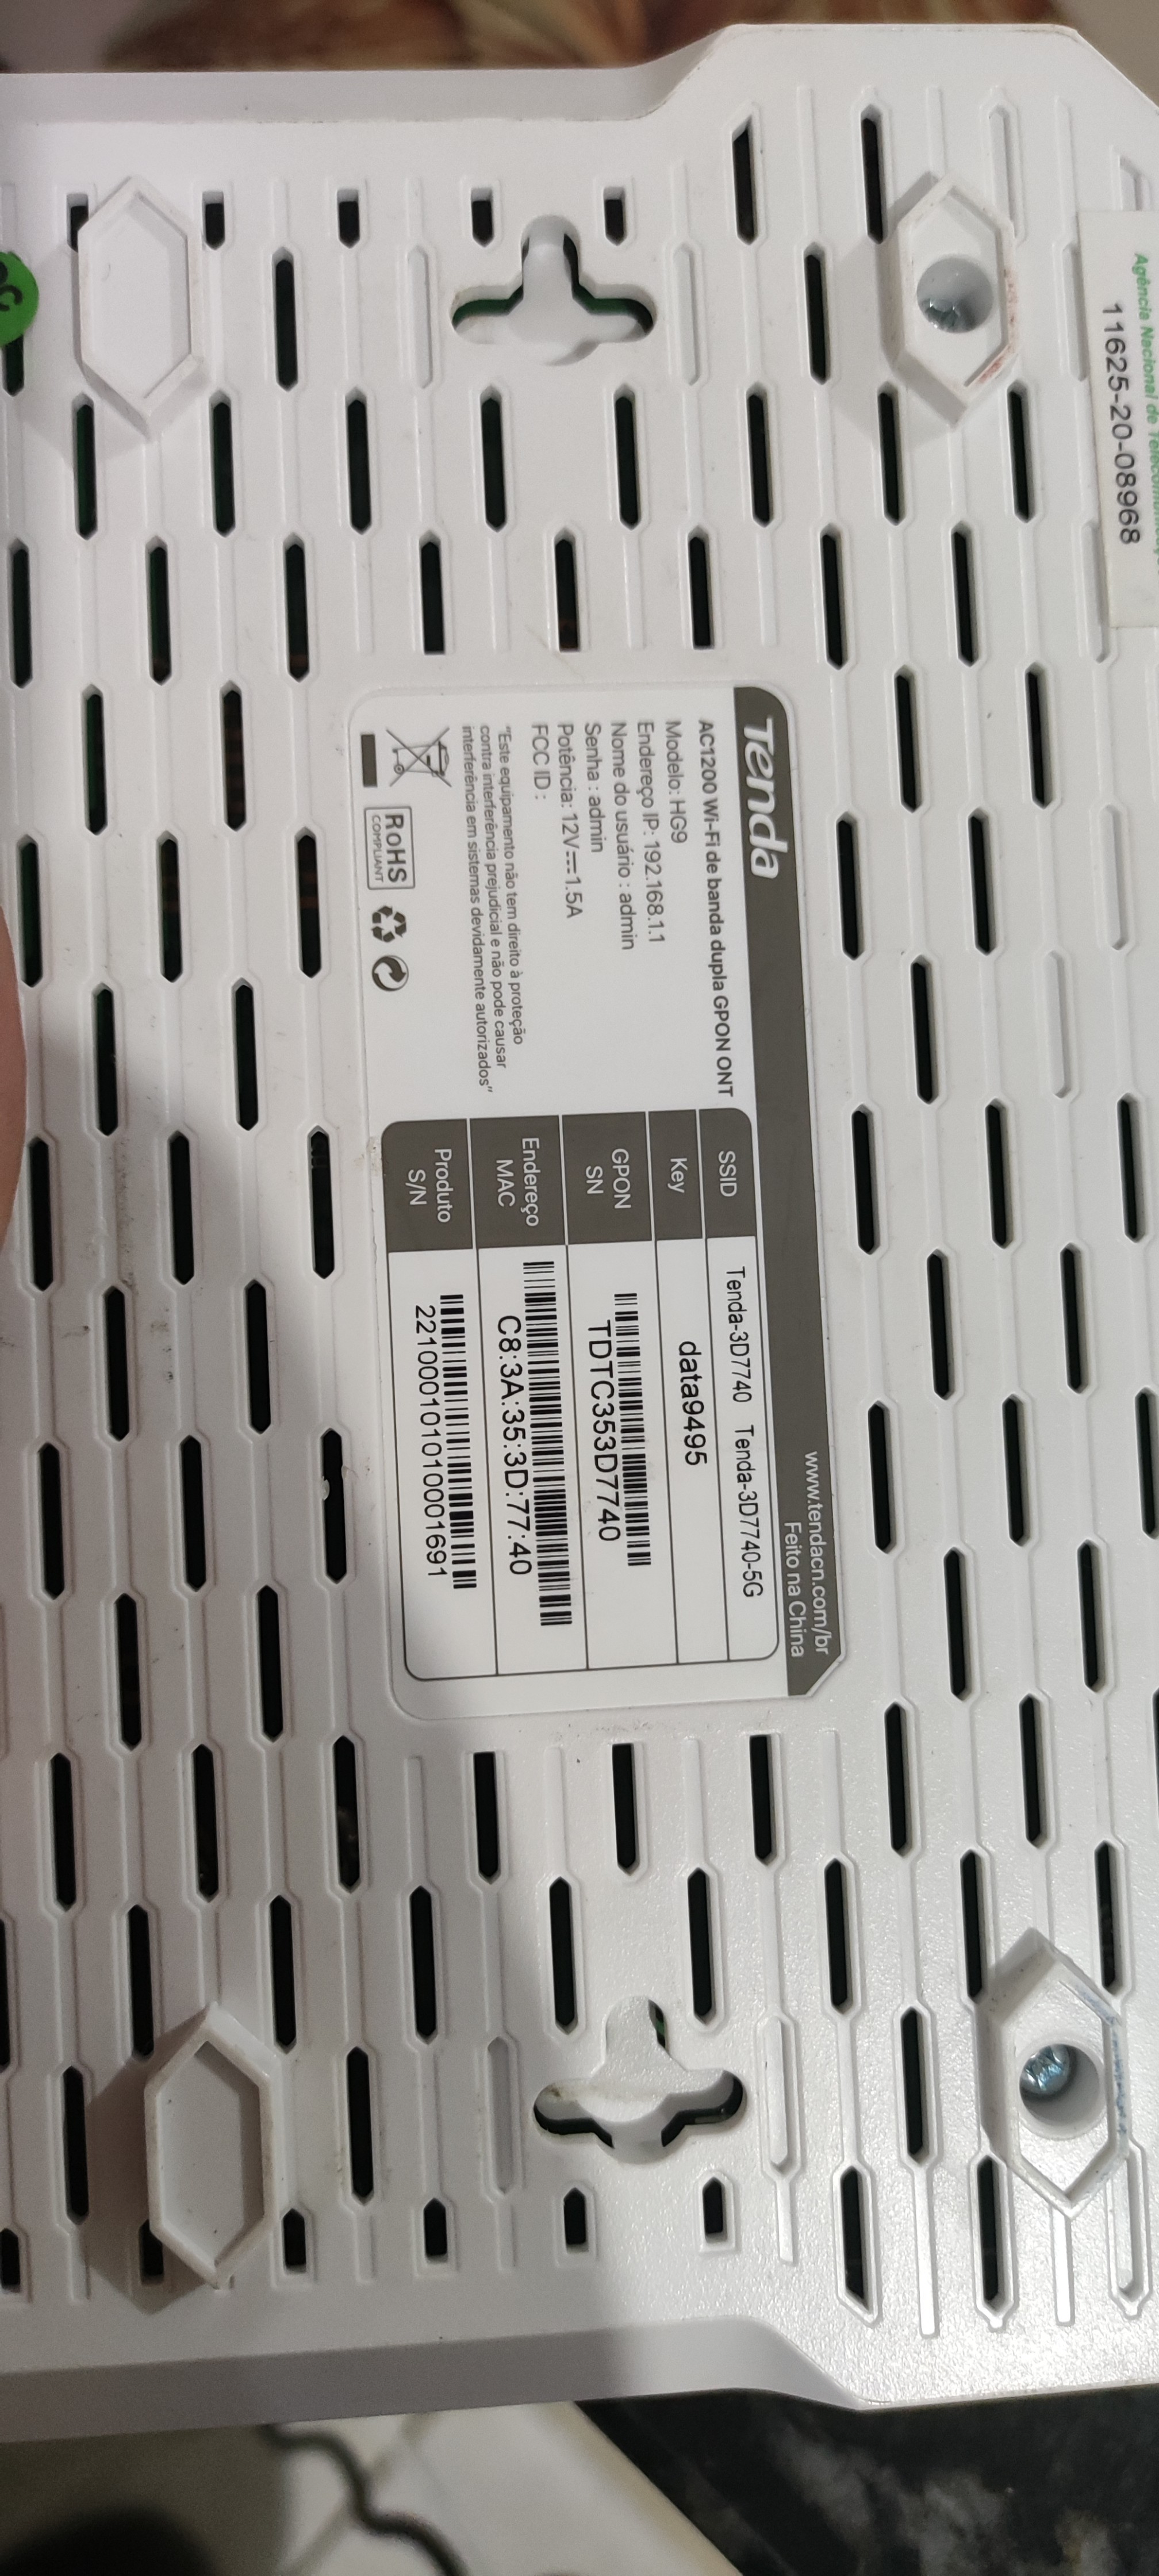 Agência Nacional de
11625-20-08968
Tenda
www.tendacn.com/br
Feito na China
AC1200 Wi-Fi de banda dupla GPON ONT
Modelo: HG9
Endereço IP: 192.168.1.1
Nome do usuário : admin
Senha : admin
Potência: 12V⎓1.5A
FCC ID :
"Este equipamento não tem direito à proteção
contra interferência prejudicial e não pode causar
interferência em sistemas devidamente autorizados"
RoHS
COMPLIANT
SSID
Tenda-3D7740 Tenda-3D7740-5G
Key
data9495
GPON
SN
TDTC353D7740
Endereço
MAC
C8:3A:35:3D:77:40
Produto
S/N
221000101010001691